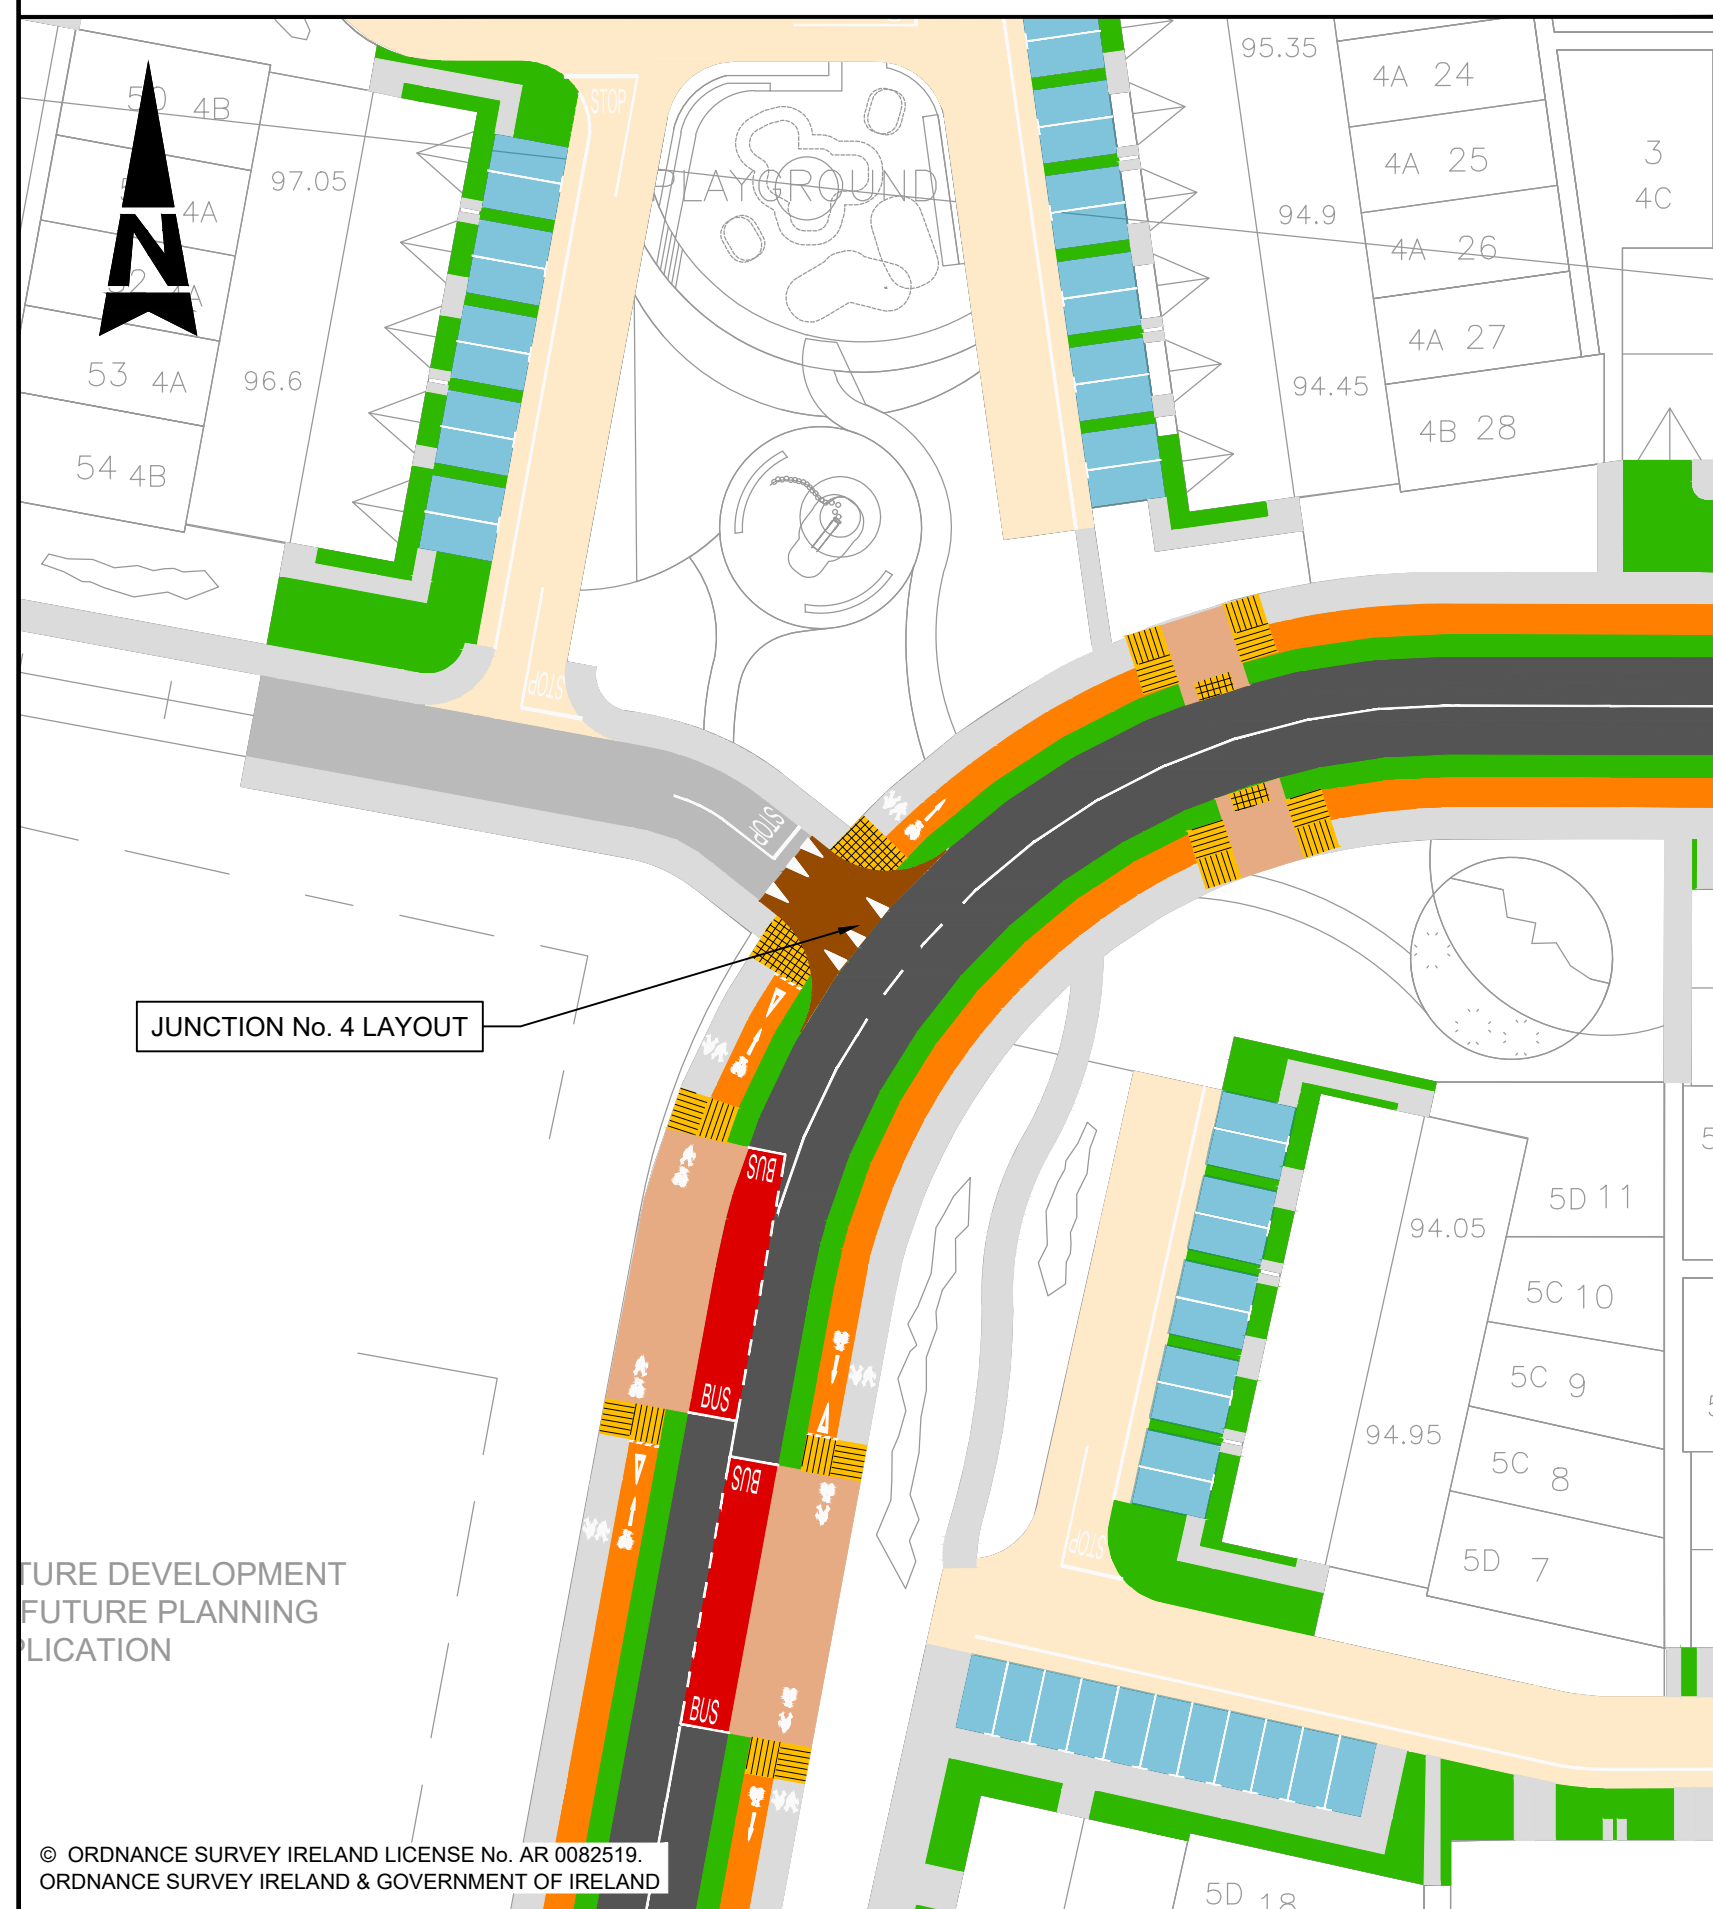 95.35
4A 24
50 4B
STOP
4A 25
3
4C
97.05
PLAYGROUND
4A
94.9
N
4A 26
52 4A
4A 27
53 4A
96.6
94.45
4B 28
54 4B
STOP
STOP
JUNCTION No. 4 LAYOUT
BUS
5D 11
94.05
5C 10
5C 9
BUS
94.95
5C 8
BUS
STOP
5D 7
TURE DEVELOPMENT
FUTURE PLANNING
PLICATION
BUS
© ORDNANCE SURVEY IRELAND LICENSE No. AR 0082519.
ORDNANCE SURVEY IRELAND & GOVERNMENT OF IRELAND
5D 18